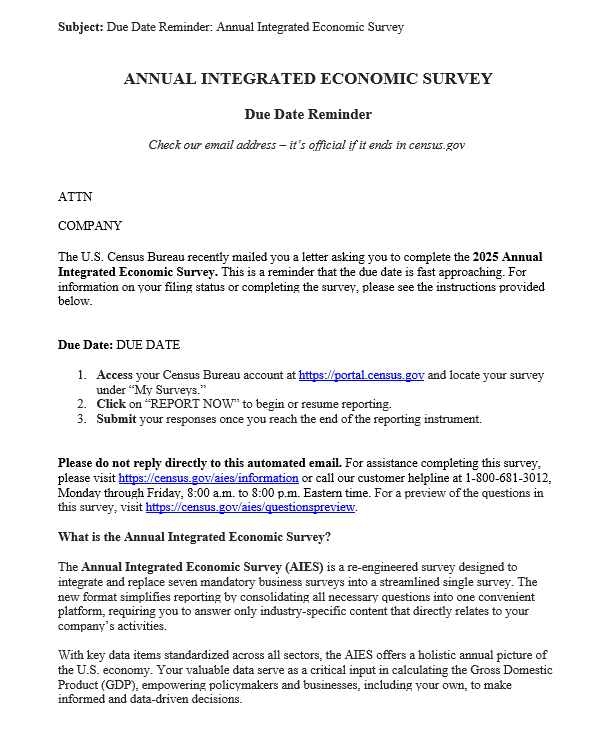 Subject: Due Date Reminder: Annual Integrated Economic Survey
ANNUAL INTEGRATED ECONOMIC SURVEY
Due Date Reminder
Check our email address – it’s official if it ends in census.gov
ATTN
COMPANY
The U.S. Census Bureau recently mailed you a letter asking you to complete the 2025 Annual
Integrated Economic Survey. This is a reminder that the due date is fast approaching. For
information on your filing status or completing the survey, please see the instructions provided
below.
Due Date: DUE DATE
1. Access your Census Bureau account at https://portal.census.gov and locate your survey
under “My Surveys.”
2. Click on “REPORT NOW” to begin or resume reporting.
3. Submit your responses once you reach the end of the reporting instrument.
Please do not reply directly to this automated email. For assistance completing this survey,
please visit https://census.gov/aies/information or call our customer helpline at 1-800-681-3012,
Monday through Friday, 8:00 a.m. to 8:00 p.m. Eastern time. For a preview of the questions in
this survey, visit https://census.gov/aies/questionspreview.
What is the Annual Integrated Economic Survey?
The Annual Integrated Economic Survey (AIES) is a re-engineered survey designed to
integrate and replace seven mandatory business surveys into a streamlined single survey. The
new format simplifies reporting by consolidating all necessary questions into one convenient
platform, requiring you to answer only industry-specific content that directly relates to your
company’s activities.
With key data items standardized across all sectors, the AIES offers a holistic annual picture of
the U.S. economy. Your valuable data serve as a critical input in calculating the Gross Domestic
Product (GDP), empowering policymakers and businesses, including your own, to make
informed and data-driven decisions.